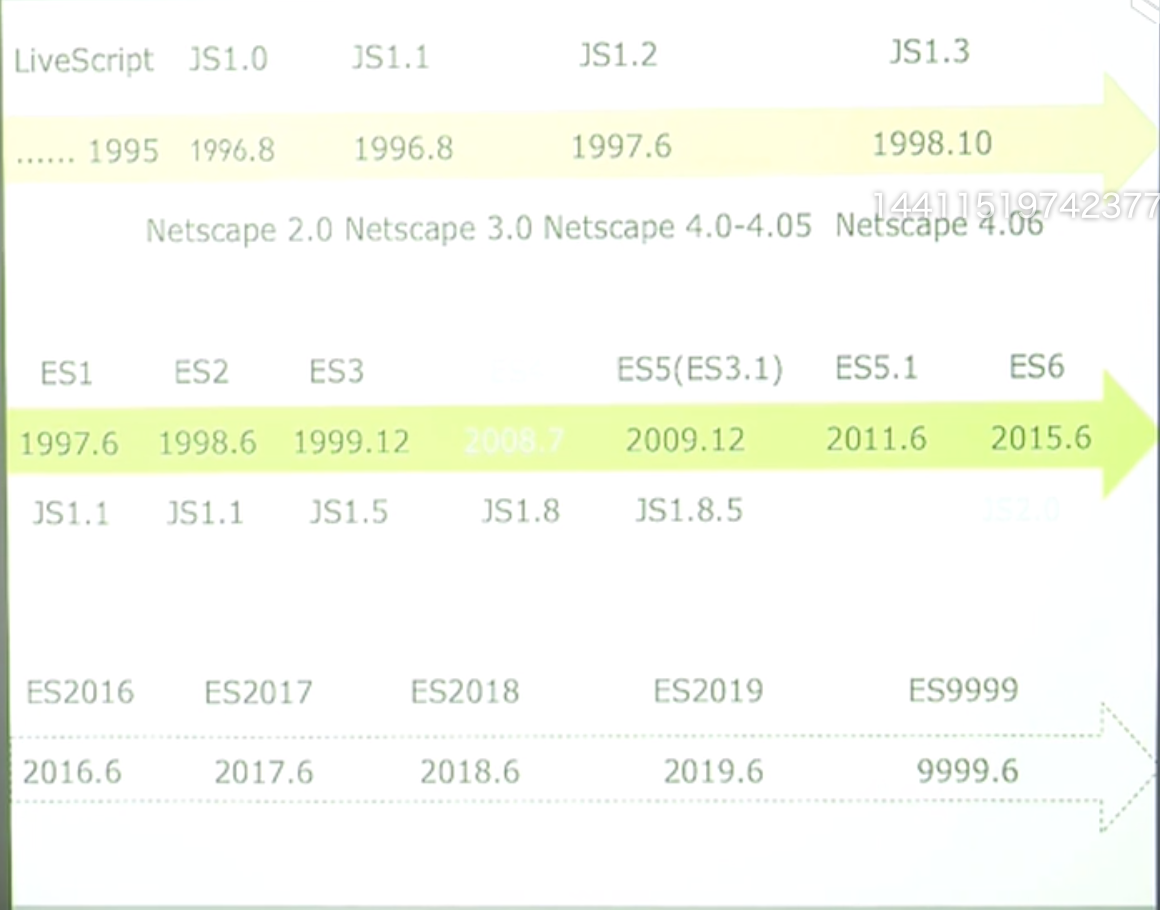 LiveScript JS1.0 JS1.1 JS1.2 JS1.3
...... 1995 1996.8 1996.8 1997.6 1998.10
14411519742377
Netscape 2.0 Netscape 3.0 Netscape 4.0-4.05 Netscape 4.06
ES1 ES2 ES3 ES5(ES3.1) ES5.1 ES6
1997.6 1998.6 1999.12 2008.7 2009.12 2011.6 2015.6
JS1.1 JS1.1 JS1.5 JS1.8 JS1.8.5 JS2.0
ES2016 ES2017 ES2018 ES2019 ES9999
2016.6 2017.6 2018.6 2019.6 9999.6